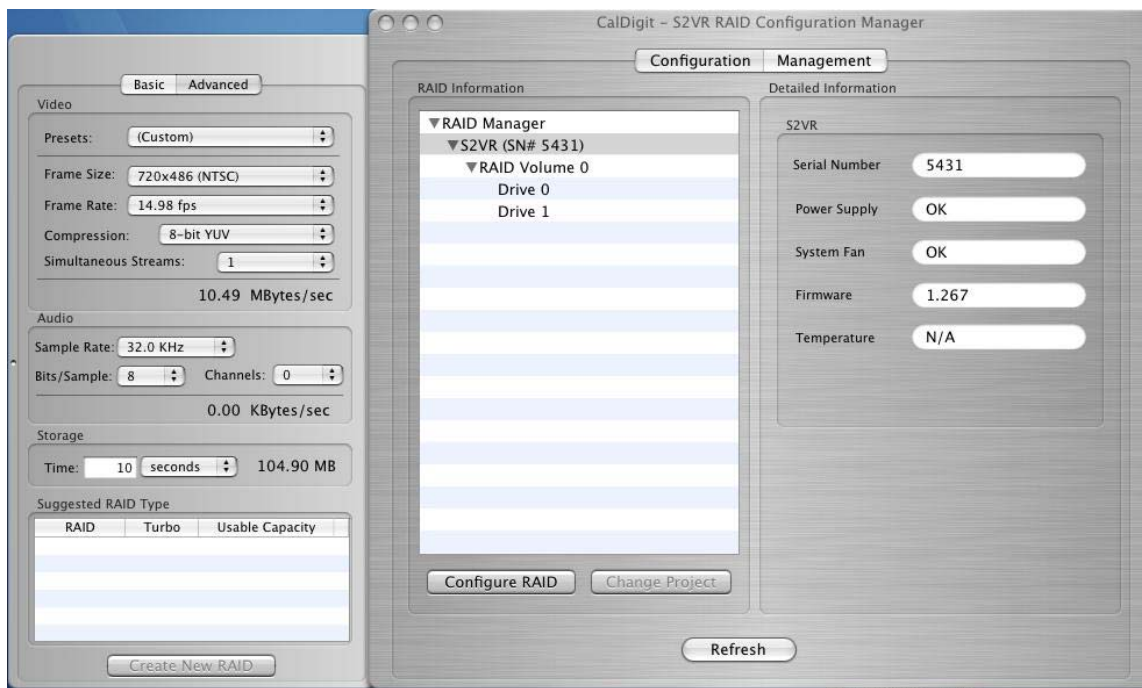 Basic Advanced
Video
Presets: (Custom)
Frame Size: 720x486 (NTSC)
Frame Rate: 14.98 fps
Compression: 8-bit YUV
Simultaneous Streams: 1
10.49 MBytes/sec
Audio
Sample Rate: 32.0 KHz
Bits/Sample: 8 Channels: 0
0.00 KBytes/sec
Storage
Time: 10 seconds 104.90 MB
Suggested RAID Type
RAID Turbo Usable Capacity
Create New RAID
CalDigit - S2VR RAID Configuration Manager
Configuration Management
RAID Information
RAID Manager
S2VR (SN# 5431)
RAID Volume 0
Drive 0
Drive 1
Configure RAID Change Project
Detailed Information
S2VR
Serial Number 5431
Power Supply OK
System Fan OK
Firmware 1.267
Temperature N/A
Refresh